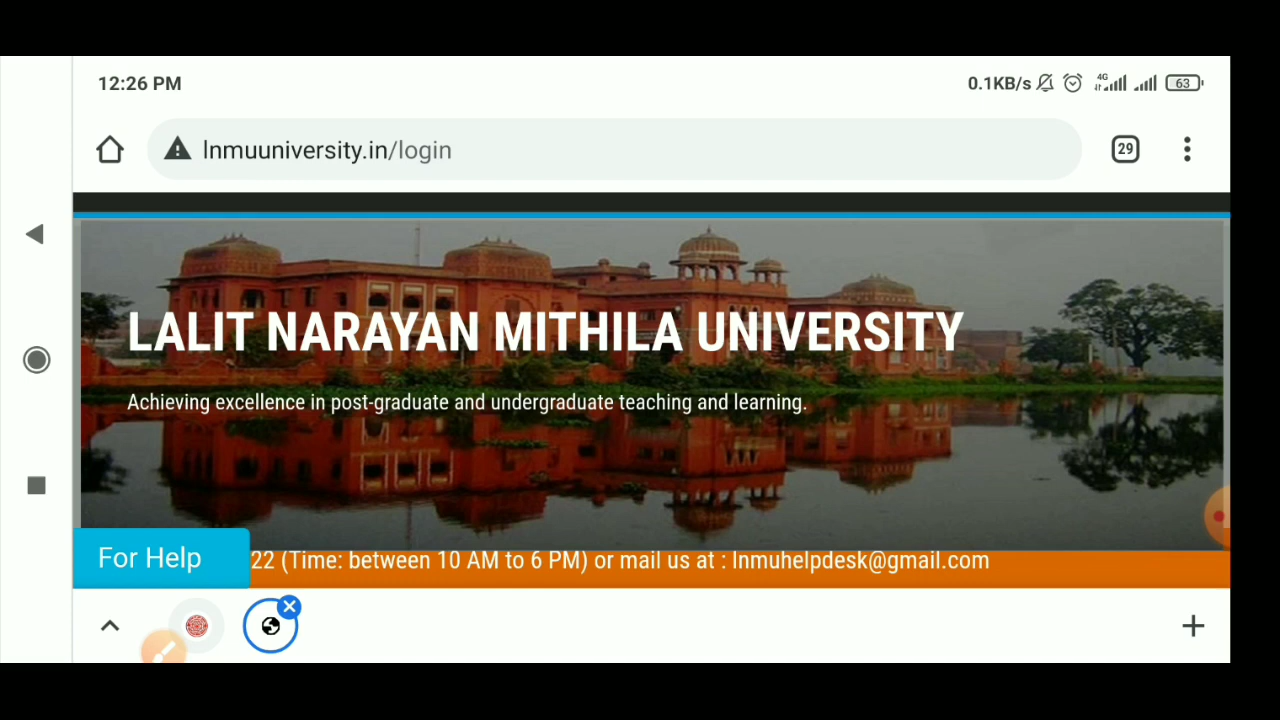 12:26 PM
0.1KB/s 4G 63
lnmuuniversity.in/login
29
LALIT NARAYAN MITHILA UNIVERSITY
Achieving excellence in post-graduate and undergraduate teaching and learning.
For Help
22 (Time: between 10 AM to 6 PM) or mail us at : lnmuhelpdesk@gmail.com